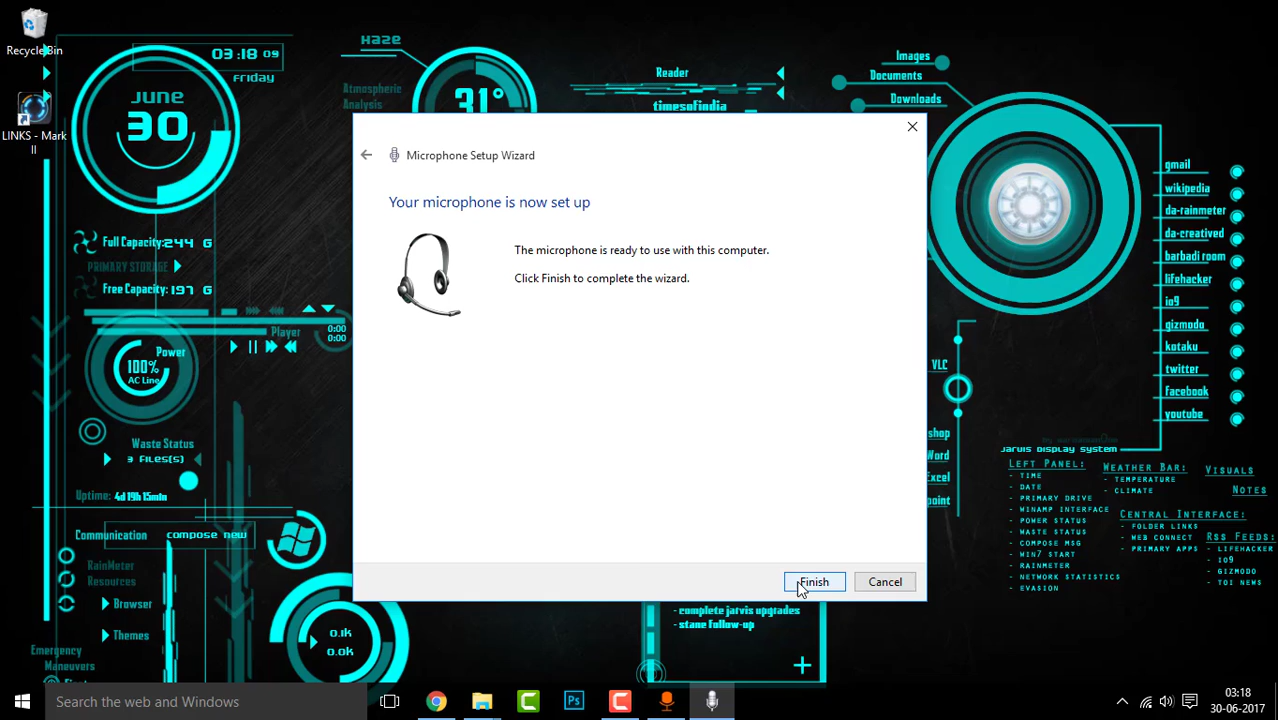 Recycle Bin
LINKS - Mark
II
03:18 09
Friday
June
30
Haze
Atmospheric
Analysis
31°
Reader
timesofindia
Images
Documents
Downloads
Full Capacity:244 G
PRIMARY STORAGE
Free Capacity:197 G
Player
0:00
0:00
Power
100%
AC Line
Waste Status
3 FILES(S)
Uptime: 4d 19h 15min
Communication
compose new
RainMeter
Resources
Browser
Themes
Emergency
Maneuvers
0.1k
0.0k
Microphone Setup Wizard
Your microphone is now set up
The microphone is ready to use with this computer.
Click Finish to complete the wizard.
Finish
Cancel
complete jarvis upgrades
- stane follow-up
gmail
wikipedia
da-rainmeter
da-creatived
barbadi room
lifehacker
io9
gizmodo
kotaku
twitter
facebook
youtube
VLC
shop
Word
Excel
point
Jarvis Display System
Left Panel:
- TIME
- DATE
- PRIMARY DRIVE
- WINAMP INTERFACE
- POWER STATUS
- WASTE STATUS
- COMPOSE MSG
- WIN7 START
- RAINMETER
- NETWORK STATISTICS
- EVASION
Weather Bar:
- TEMPERATURE
- CLIMATE
Visuals
Notes
Central Interface:
- FOLDER LINKS
- WEB CONNECT
- PRIMARY APPS
Rss Feeds:
- LIFEHACKER
- IO9
- GIZMODO
- TOI NEWS
Search the web and Windows
Ps
03:18
30-06-2017